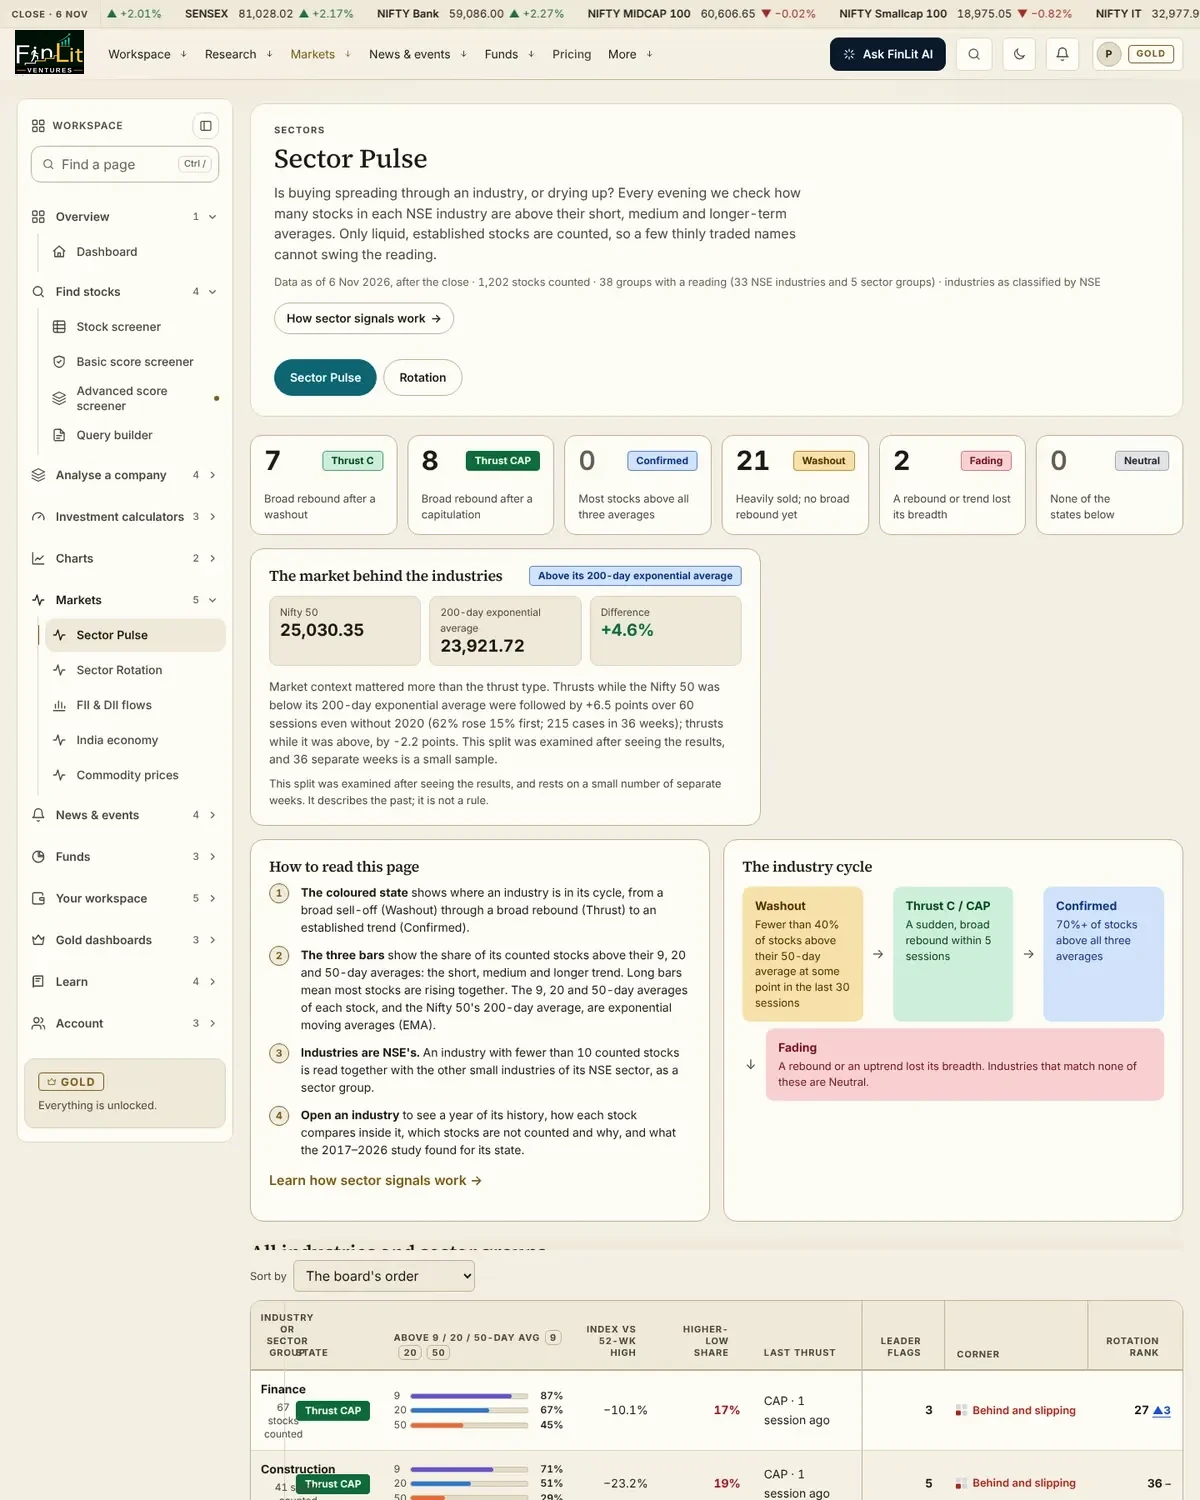 CLOSE · 6 NOV ▲ +2.01% SENSEX 81,028.02 ▲ +2.17% NIFTY Bank 59,086.00 ▲ +2.27% NIFTY MIDCAP 100 60,606.65 ▼ −0.02% NIFTY Smallcap 100 18,975.05 ▼ −0.82% NIFTY IT 32,977.9
FinLit
VENTURES
Workspace Research Markets News & events Funds Pricing More
Ask FinLit AI
P GOLD
WORKSPACE
Find a page Ctrl /
Overview 1
Dashboard
Find stocks 4
Stock screener
Basic score screener
Advanced score
screener
Query builder
Analyse a company 4
Investment calculators 3
Charts 2
Markets 5
Sector Pulse
Sector Rotation
FII & DII flows
India economy
Commodity prices
News & events 4
Funds 3
Your workspace 5
Gold dashboards 3
Learn 4
Account 3
GOLD
Everything is unlocked.
SECTORS
Sector Pulse
Is buying spreading through an industry, or drying up? Every evening we check how
many stocks in each NSE industry are above their short, medium and longer-term
averages. Only liquid, established stocks are counted, so a few thinly traded names
cannot swing the reading.
Data as of 6 Nov 2026, after the close · 1,202 stocks counted · 38 groups with a reading (33 NSE industries and 5 sector groups) · industries as classified by NSE
How sector signals work →
Sector Pulse Rotation
7 Thrust C
Broad rebound after a
washout
8 Thrust CAP
Broad rebound after a
capitulation
0 Confirmed
Most stocks above all
three averages
21 Washout
Heavily sold; no broad
rebound yet
2 Fading
A rebound or trend lost
its breadth
0 Neutral
None of the
states below
The market behind the industries Above its 200-day exponential average
Nifty 50
25,030.35
200-day exponential
average
23,921.72
Difference
+4.6%
Market context mattered more than the thrust type. Thrusts while the Nifty 50 was
below its 200-day exponential average were followed by +6.5 points over 60
sessions even without 2020 (62% rose 15% first; 215 cases in 36 weeks); thrusts
while it was above, by -2.2 points. This split was examined after seeing the results,
and 36 separate weeks is a small sample.
This split was examined after seeing the results, and rests on a small number of separate
weeks. It describes the past; it is not a rule.
How to read this page
1 The coloured state shows where an industry is in its cycle, from a
broad sell-off (Washout) through a broad rebound (Thrust) to an
established trend (Confirmed).
2 The three bars show the share of its counted stocks above their 9, 20
and 50-day averages: the short, medium and longer trend. Long bars
mean most stocks are rising together. The 9, 20 and 50-day averages
of each stock, and the Nifty 50's 200-day average, are exponential
moving averages (EMA).
3 Industries are NSE's. An industry with fewer than 10 counted stocks
is read together with the other small industries of its NSE sector, as a
sector group.
4 Open an industry to see a year of its history, how each stock
compares inside it, which stocks are not counted and why, and what
the 2017–2026 study found for its state.
Learn how sector signals work →
The industry cycle
Washout
Fewer than 40%
of stocks above
their 50-day
average at some
point in the last 30
sessions
→
Thrust C / CAP
A sudden, broad
rebound within 5
sessions
→
Confirmed
70%+ of stocks
above all three
averages
↓
Fading
A rebound or an uptrend lost its breadth. Industries that match none of
these are Neutral.
All industries and sector groups
Sort by The board's order
INDUSTRY
OR
SECTOR
GROUP
STATE
ABOVE 9 / 20 / 50-DAY AVG 9
20 50
INDEX VS
52-WK
HIGH
HIGHER-
LOW
SHARE
LAST THRUST
LEADER
FLAGS
CORNER
ROTATION
RANK
Finance
67
stocks
counted
Thrust CAP
9 87%
20 67%
50 45%
−10.1%
17%
CAP · 1
session ago
3
Behind and slipping
27 ▲3
Construction
41 s
counted
Thrust CAP
9 71%
20 51%
50 29%
−23.2%
19%
CAP · 1
session ago
5
Behind and slipping
36 –